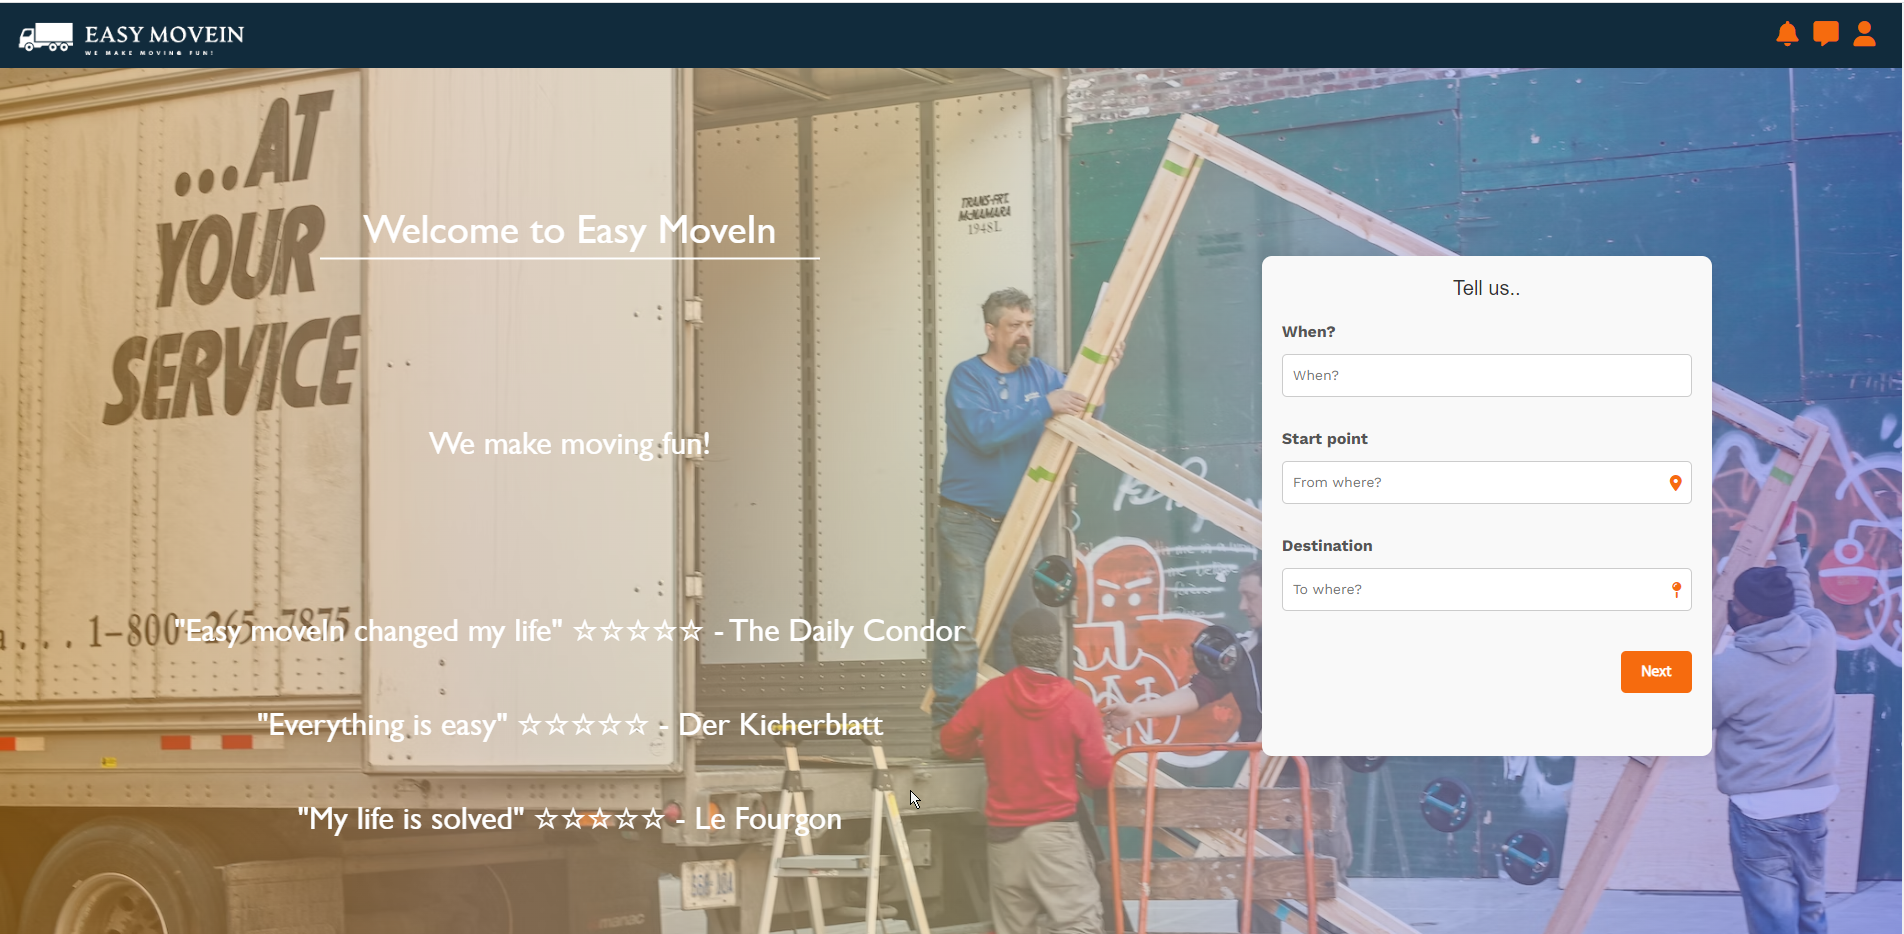 EASY MOVEIN
WE MAKE MOVING FUN!
...AT
YOUR
SERVICE
TRANS-FRT.
McNAMARA
1948L
Welcome to Easy MoveIn
We make moving fun!
1-800-265-7875
"Easy moveIn changed my life" ☆☆☆☆☆ - The Daily Condor
"Everything is easy" ☆☆☆☆☆ - Der Kicherblatt
"My life is solved" ☆☆☆☆☆ - Le Fourgon
manac
Tell us..
When?
When?
Start point
From where?
Destination
To where?
Next